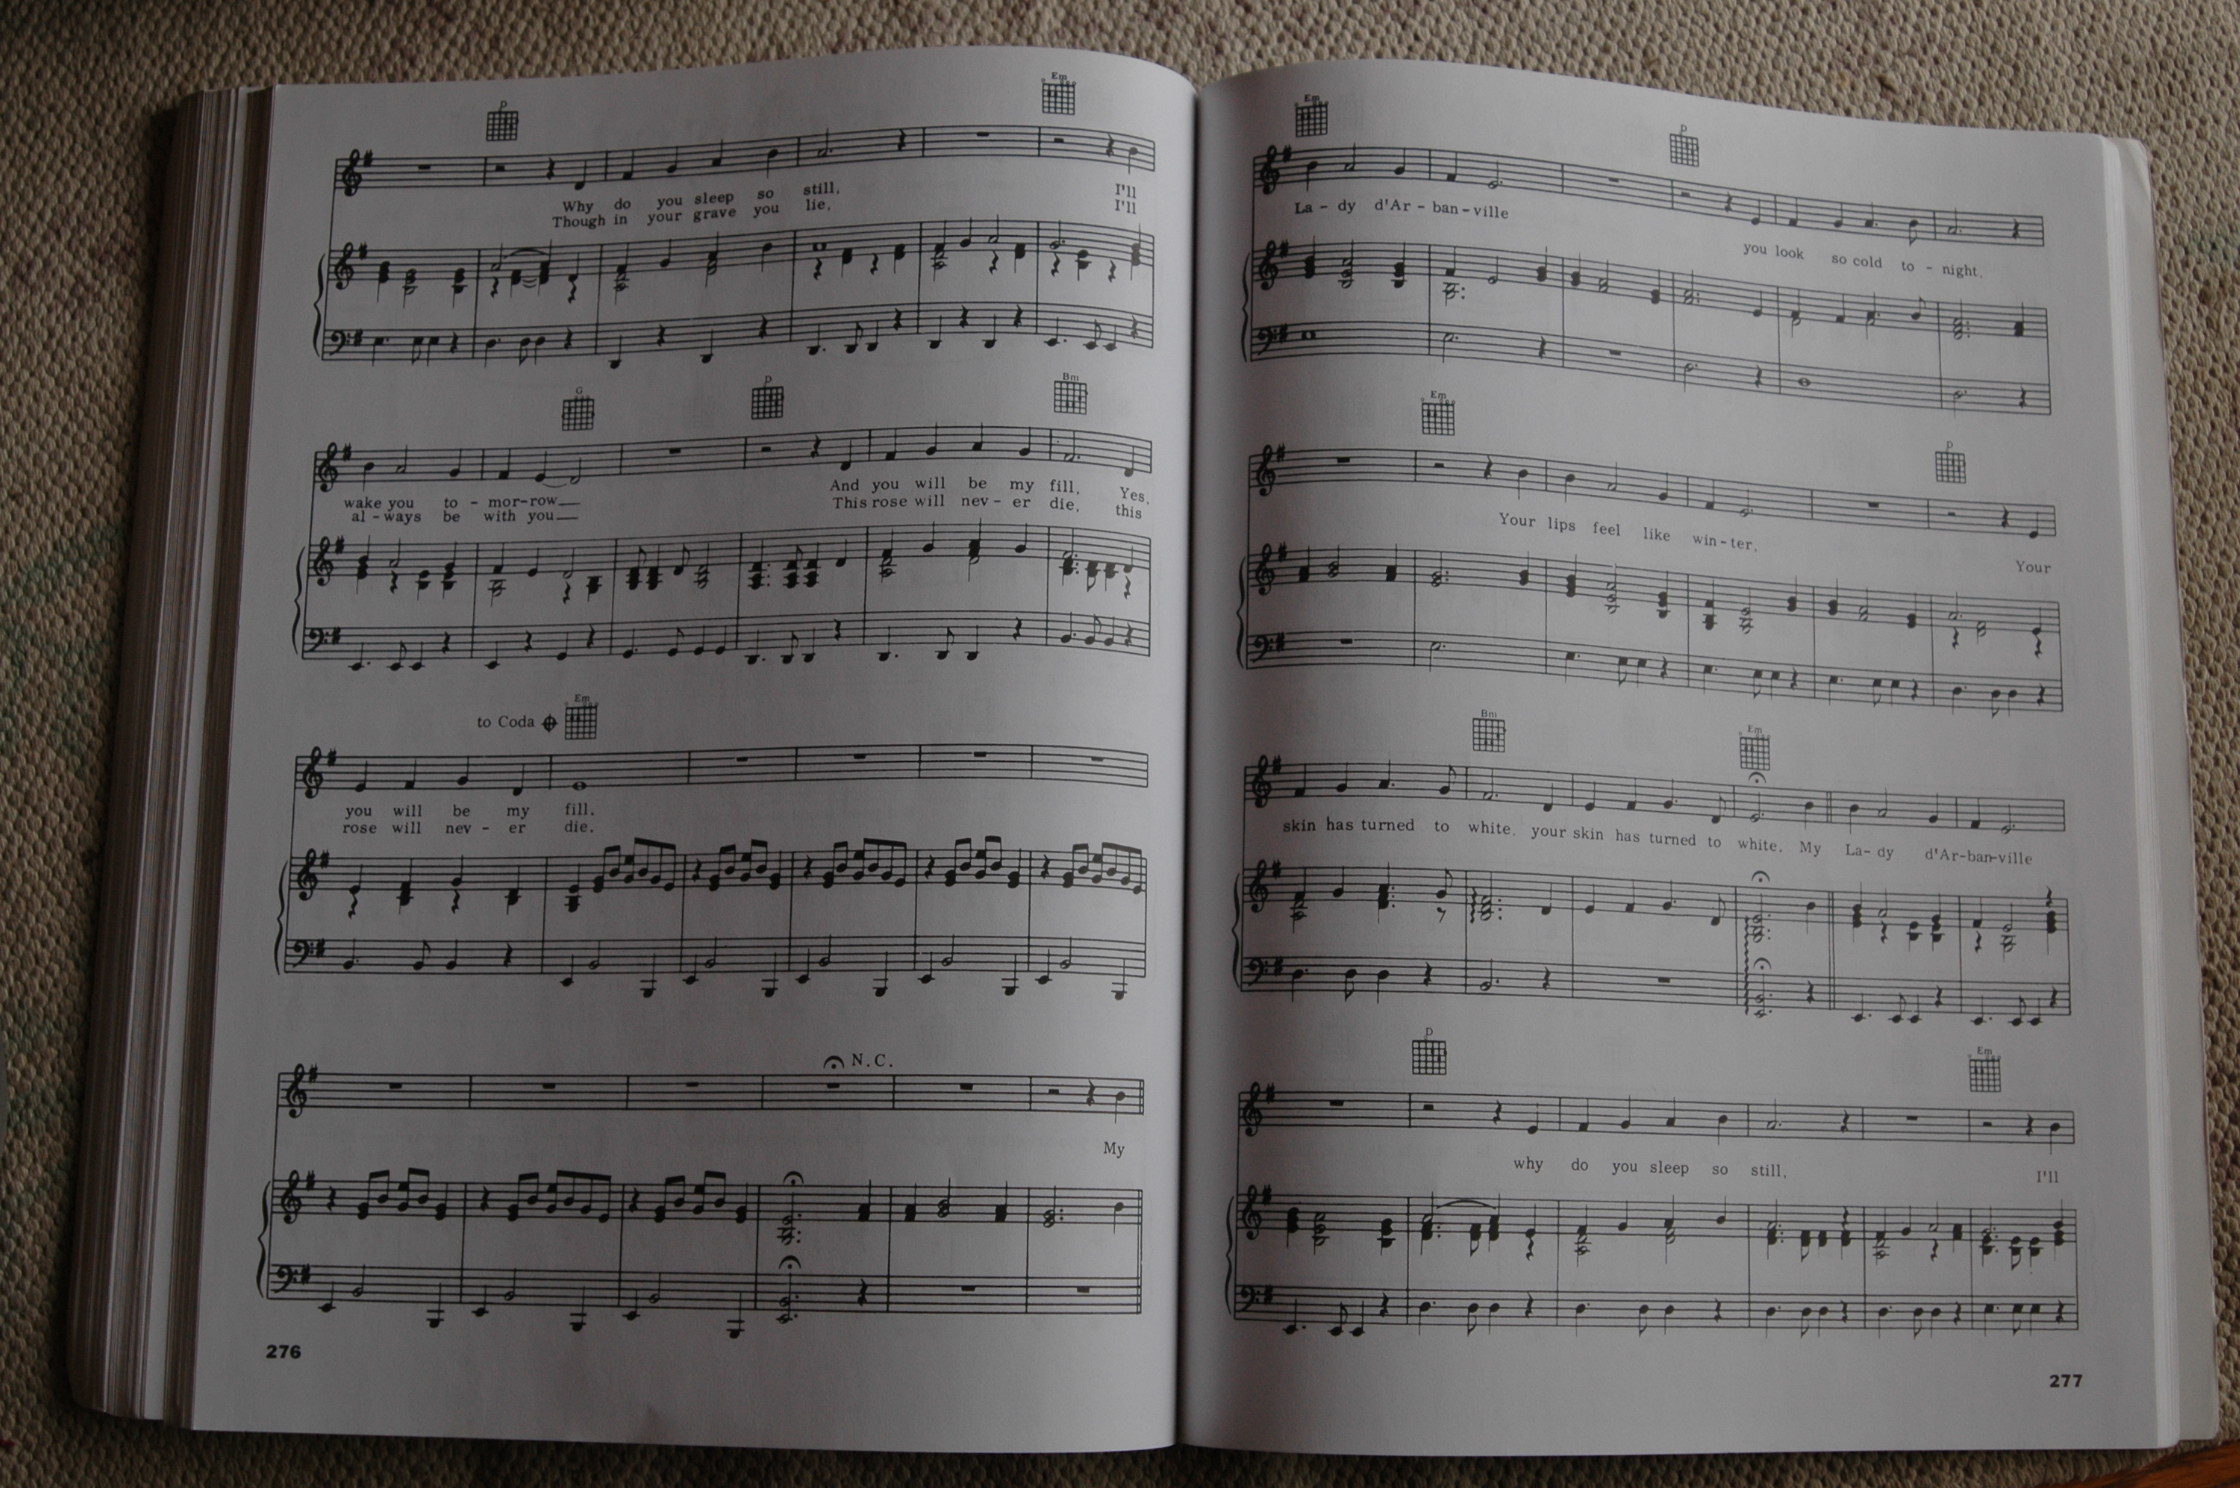 D Em
Why do you sleep so still. I'll
Though in your grave you lie. I'll
G D Bm
wake you to - mor-row And you will be my fill. Yes,
al - ways be with you This rose will nev - er die. this
to Coda Em
you will be my fill.
rose will nev - er die.
N.C.
My
276
Em D
La - dy d'Ar - ban - ville you look so cold to - night.
Em D
Your lips feel like win - ter. Your
Bm Em
skin has turned to white. your skin has turned to white. My La - dy d'Ar-ban-ville
D Em
why do you sleep so still. I'll
277